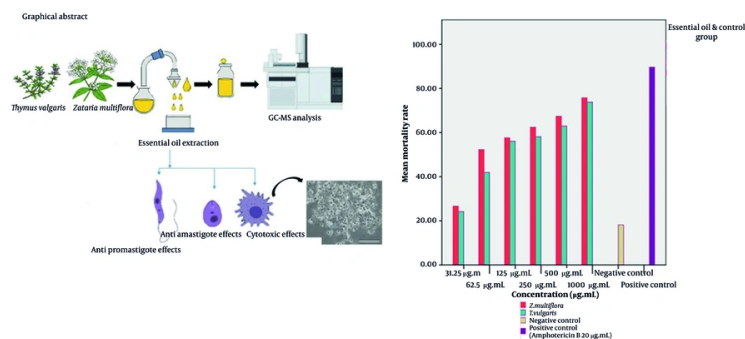 Graphical abstract
Thymus valgaris
Zataria multiflora
GC-MS analysis
Essential oil extraction
Anti amastigote effects
Cytotoxic effects
Anti promastigote effects
Essential oil & control
group
Mean mortality rate
100.00
80.00
60.00
40.00
20.00
0.00
31.25 µg.m
62.5 µg.mL
125 µg.mL
250 µg.mL
500 µg.mL
1000 µg.mL
Negative control
Positive control
Concentration (µg.mL)
Z.multiflora
T.vulgaris
Negative control
Positive control
(Amphotericin B 20 µg.mL)